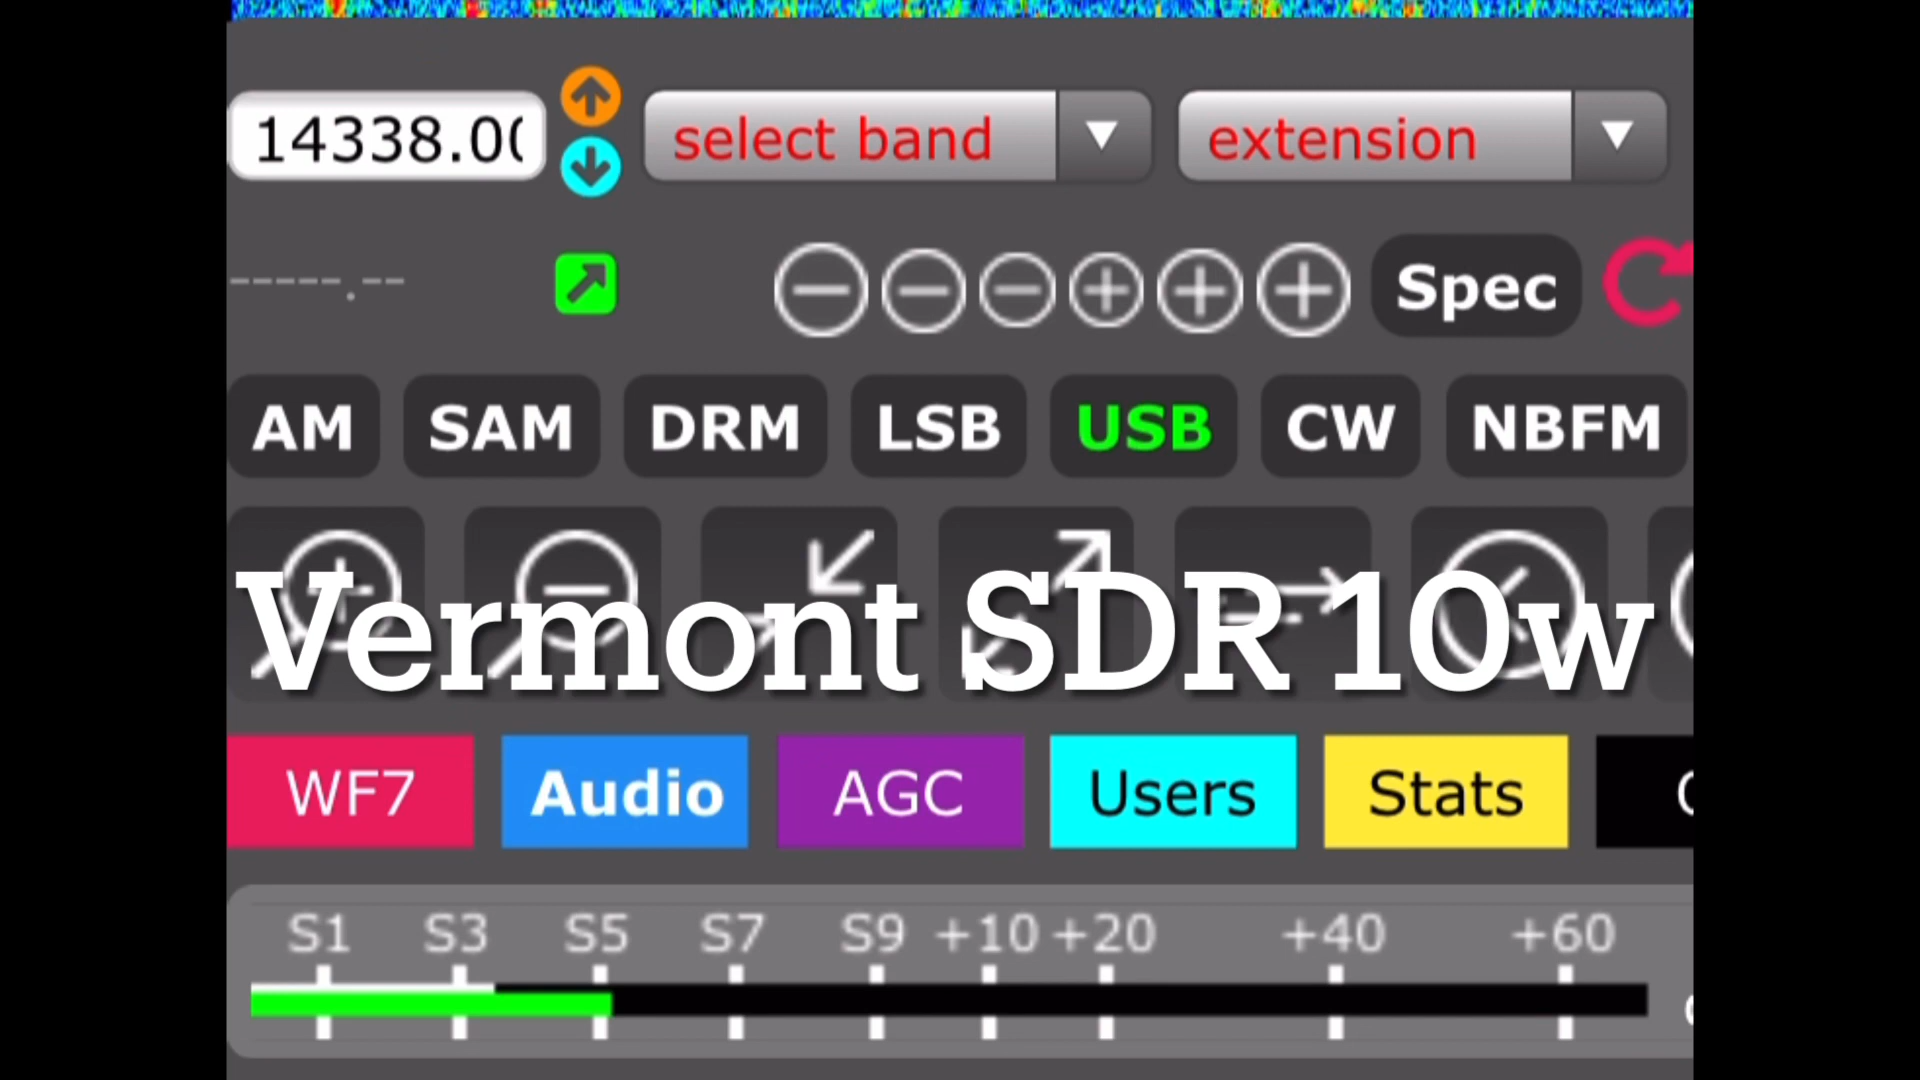 14338.00
select band
extension
-----.--
Spec
AM SAM DRM LSB USB CW NBFM
Vermont SDR 10w
WF7 Audio AGC Users Stats
S1 S3 S5 S7 S9 +10 +20 +40 +60